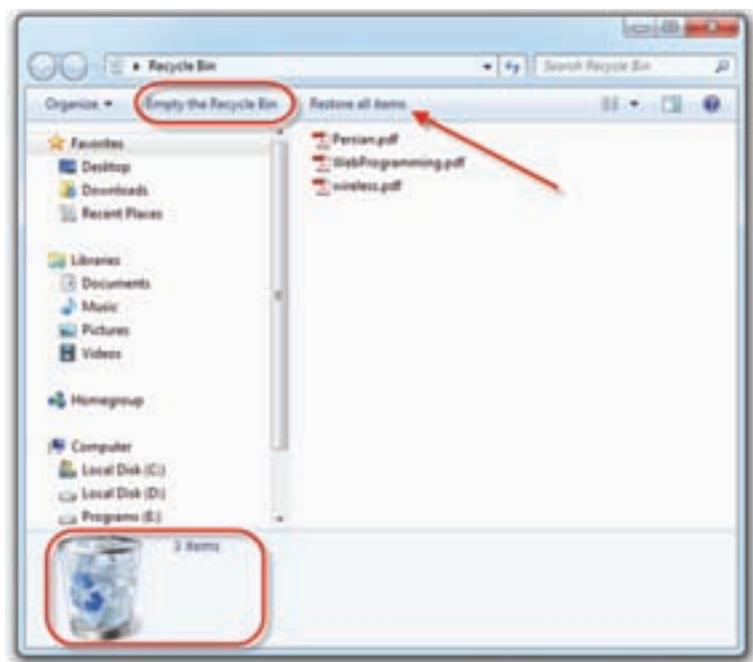 Recycle Bin
Search Recycle Bin
Organize
Empty the Recycle Bin
Restore all items
Favorites
Desktop
Downloads
Recent Places
Libraries
Documents
Music
Pictures
Videos
Homegroup
Computer
Local Disk (C:)
Local Disk (D:)
Programs (E:)
Persian.pdf
WebProgramming.pdf
wireless.pdf
3 items